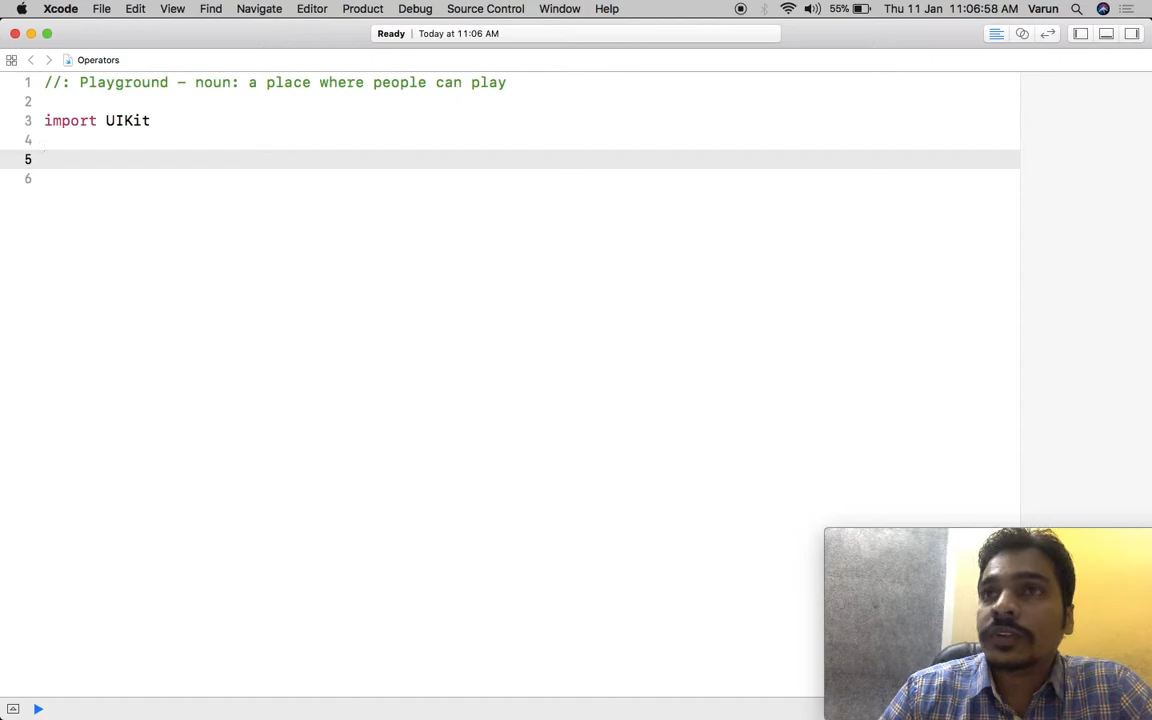 Xcode File Edit View Find Navigate Editor Product Debug Source Control Window Help 55% Thu 11 Jan 11:06:58 AM Varun
Ready | Today at 11:06 AM
Operators
1 //: Playground - noun: a place where people can play
2
3 import UIKit
4
5
6